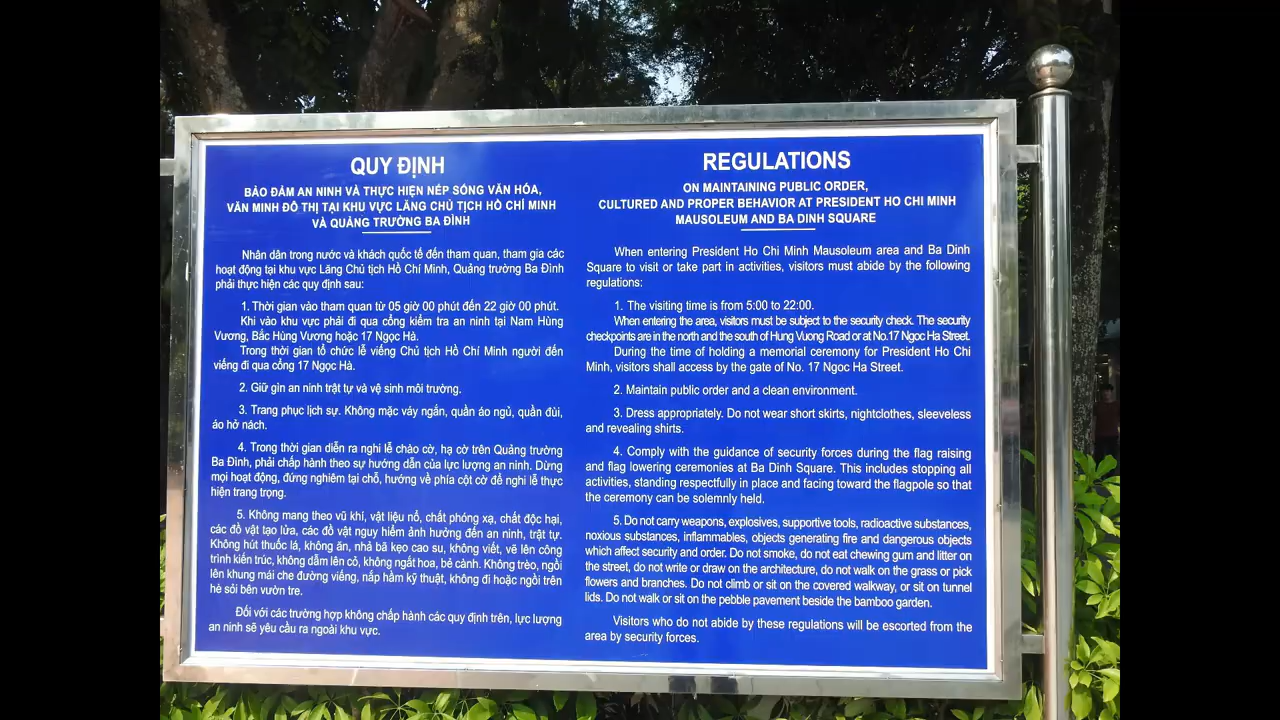 QUY ĐỊNH
BẢO ĐẢM AN NINH VÀ THỰC HIỆN NẾP SỐNG VĂN HÓA,
VĂN MINH ĐÔ THỊ TẠI KHU VỰC LĂNG CHỦ TỊCH HỒ CHÍ MINH
VÀ QUẢNG TRƯỜNG BA ĐÌNH
Nhân dân trong nước và khách quốc tế đến tham quan, tham gia các
hoạt động tại khu vực Lăng Chủ tịch Hồ Chí Minh, Quảng trường Ba Đình
phải thực hiện các quy định sau:
1. Thời gian vào tham quan từ 05 giờ 00 phút đến 22 giờ 00 phút.
Khi vào khu vực phải đi qua cổng kiểm tra an ninh tại Nam Hùng
Vương, Bắc Hùng Vương hoặc 17 Ngọc Hà.
Trong thời gian tổ chức lễ viếng Chủ tịch Hồ Chí Minh người đến
viếng đi qua cổng 17 Ngọc Hà.
2. Giữ gìn an ninh trật tự và vệ sinh môi trường.
3. Trang phục lịch sự. Không mặc váy ngắn, quần áo ngủ, quần đùi,
áo hở nách.
4. Trong thời gian diễn ra nghi lễ chào cờ, hạ cờ trên Quảng trường
Ba Đình, phải chấp hành theo sự hướng dẫn của lực lượng an ninh. Dừng
mọi hoạt động, đứng nghiêm tại chỗ, hướng về phía cột cờ để nghi lễ thực
hiện trang trọng.
5. Không mang theo vũ khí, vật liệu nổ, chất phóng xạ, chất độc hại,
các đồ vật tạo lửa, các đồ vật nguy hiểm ảnh hưởng đến an ninh, trật tự.
Không hút thuốc lá, không ăn, nhả bã kẹo cao su, không viết, vẽ lên công
trình kiến trúc, không dẫm lên cỏ, không ngắt hoa, bẻ cành. Không trèo, ngồi
lên khung mái che đường viếng, nắp hầm kỹ thuật, không đi hoặc ngồi trên
hè sỏi bên vườn tre.
Đối với các trường hợp không chấp hành các quy định trên, lực lượng
an ninh sẽ yêu cầu ra ngoài khu vực.
REGULATIONS
ON MAINTAINING PUBLIC ORDER,
CULTURED AND PROPER BEHAVIOR AT PRESIDENT HO CHI MINH
MAUSOLEUM AND BA DINH SQUARE
When entering President Ho Chi Minh Mausoleum area and Ba Dinh
Square to visit or take part in activities, visitors must abide by the following
regulations:
1. The visiting time is from 5:00 to 22:00.
When entering the area, visitors must be subject to the security check. The security
checkpoints are in the north and the south of Hung Vuong Road or at No.17 Ngoc Ha Street.
During the time of holding a memorial ceremony for President Ho Chi
Minh, visitors shall access by the gate of No. 17 Ngoc Ha Street.
2. Maintain public order and a clean environment.
3. Dress appropriately. Do not wear short skirts, nightclothes, sleeveless
and revealing shirts.
4. Comply with the guidance of security forces during the flag raising
and flag lowering ceremonies at Ba Dinh Square. This includes stopping all
activities, standing respectfully in place and facing toward the flagpole so that
the ceremony can be solemnly held.
5. Do not carry weapons, explosives, supportive tools, radioactive substances,
noxious substances, inflammables, objects generating fire and dangerous objects
which affect security and order. Do not smoke, do not eat chewing gum and litter on
the street, do not write or draw on the architecture, do not walk on the grass or pick
flowers and branches. Do not climb or sit on the covered walkway, or sit on tunnel
lids. Do not walk or sit on the pebble pavement beside the bamboo garden.
Visitors who do not abide by these regulations will be escorted from the
area by security forces.